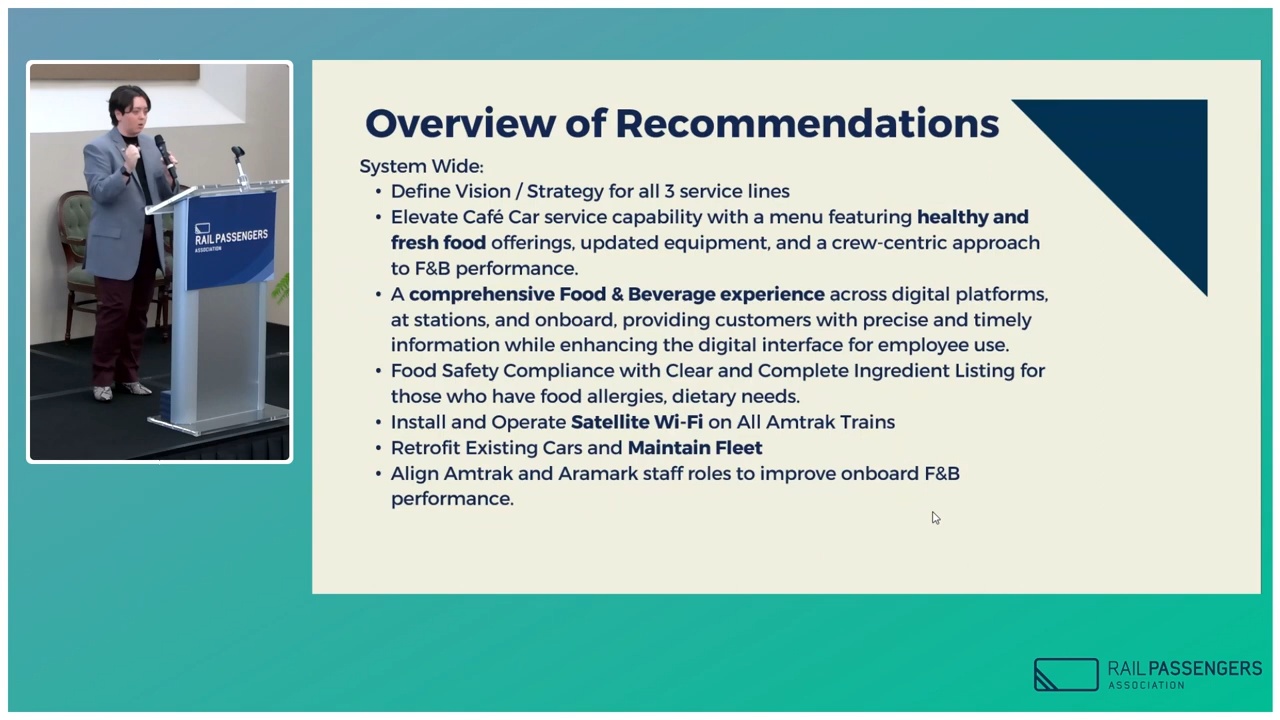 Overview of Recommendations
System Wide:
• Define Vision / Strategy for all 3 service lines
• Elevate Café Car service capability with a menu featuring healthy and
fresh food offerings, updated equipment, and a crew-centric approach
to F&B performance.
• A comprehensive Food & Beverage experience across digital platforms,
at stations, and onboard, providing customers with precise and timely
information while enhancing the digital interface for employee use.
• Food Safety Compliance with Clear and Complete Ingredient Listing for
those who have food allergies, dietary needs.
• Install and Operate Satellite Wi-Fi on All Amtrak Trains
• Retrofit Existing Cars and Maintain Fleet
• Align Amtrak and Aramark staff roles to improve onboard F&B
performance.
RAIL PASSENGERS
ASSOCIATION
RAILPASSENGERS
ASSOCIATION